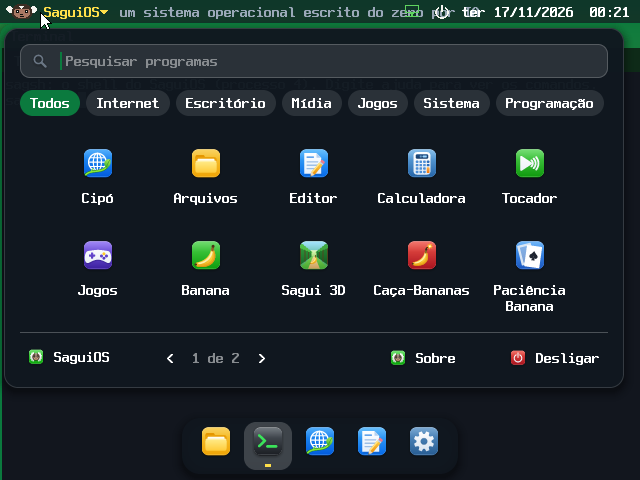 SaguiOS um sistema operacional escrito do zero por IA ter 17/11/2026 00:21
Pesquisar programas
Todos Internet Escritório Mídia Jogos Sistema Programação
Cipó Arquivos Editor Calculadora Tocador
Jogos Banana Sagui 3D Caça-Bananas Paciência
Banana
SaguiOS 1 de 2 Sobre Desligar